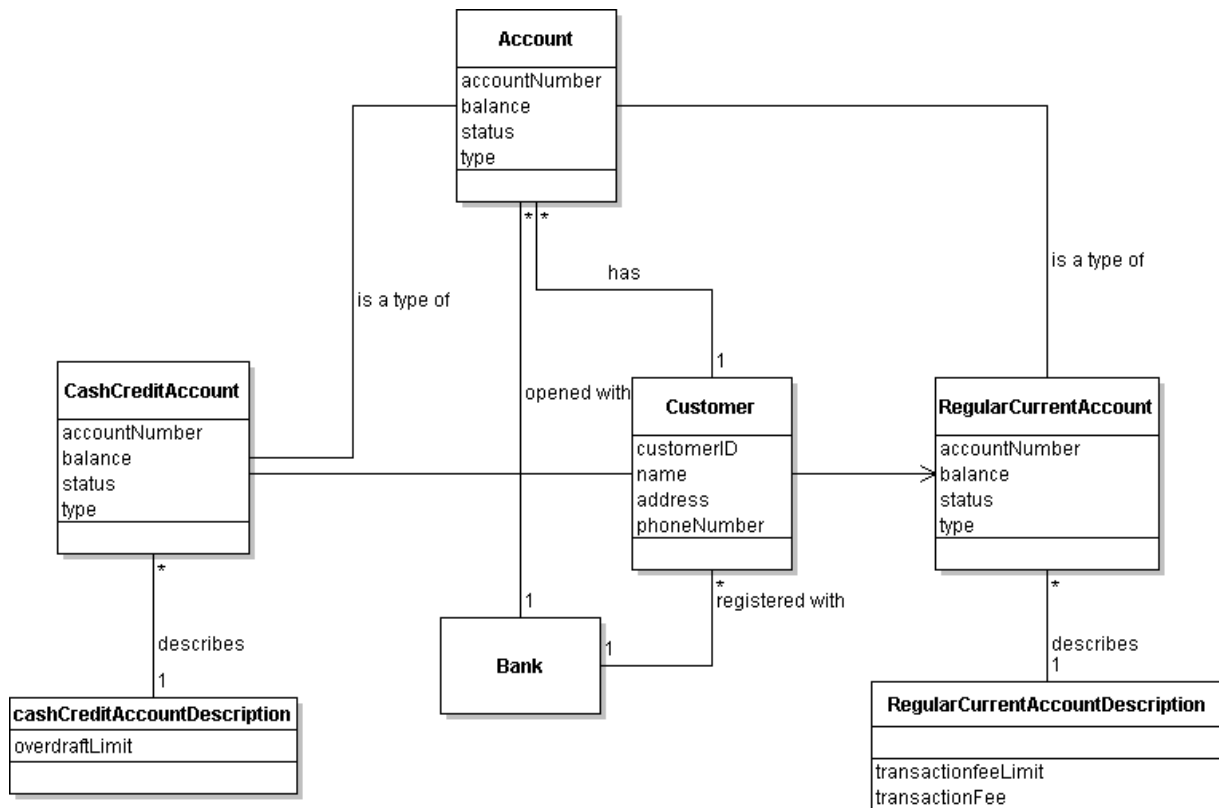 Account
accountNumber
balance
status
type
* *
has
is a type of
is a type of
1
CashCreditAccount
accountNumber
balance
status
type
opened with
Customer
customerID
name
address
phoneNumber
RegularCurrentAccount
accountNumber
balance
status
type
*
*
*
registered with
1
1
Bank
describes
1
describes
1
cashCreditAccountDescription
overdraftLimit
RegularCurrentAccountDescription
transactionfeeLimit
transactionFee